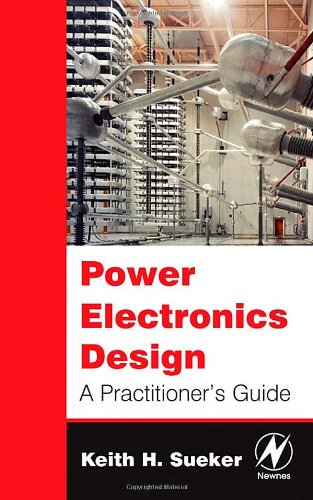 Power
Electronics
Design
A Practitioner's Guide
Keith H. Sueker
Newnes